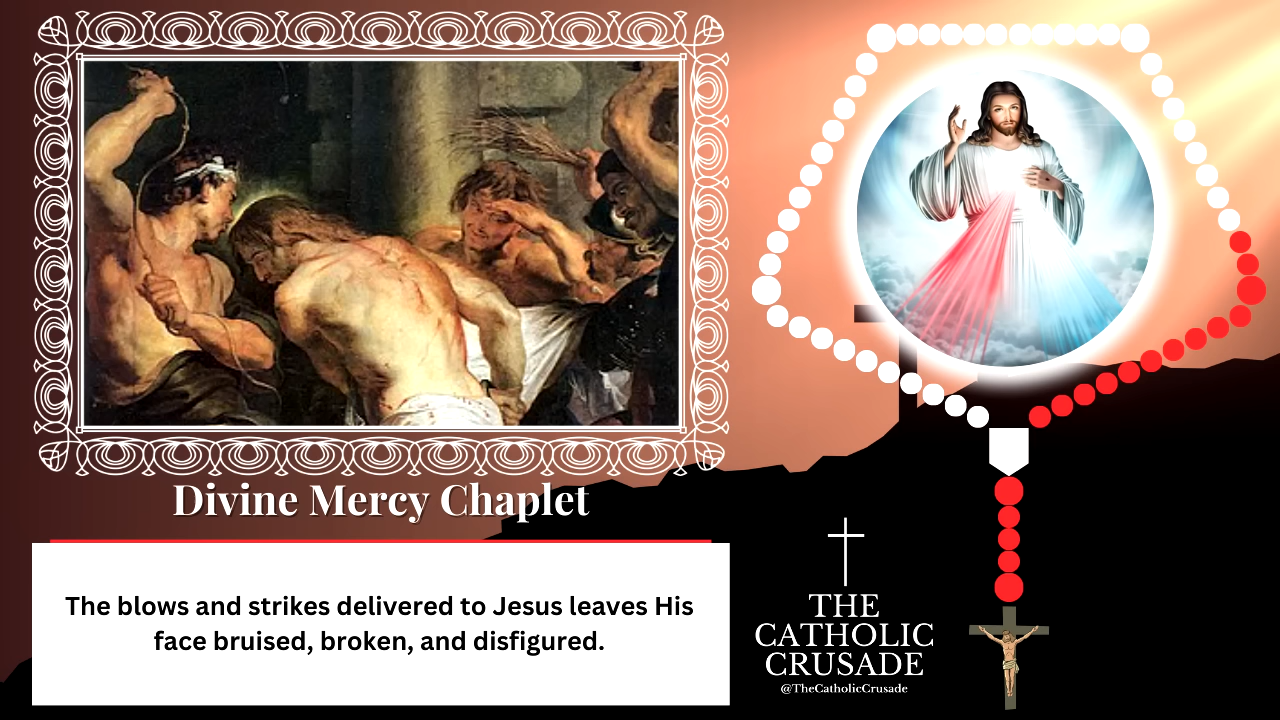 Divine Mercy Chaplet
The blows and strikes delivered to Jesus leaves His
face bruised, broken, and disfigured.
THE
CATHOLIC
CRUSADE
@TheCatholicCrusade